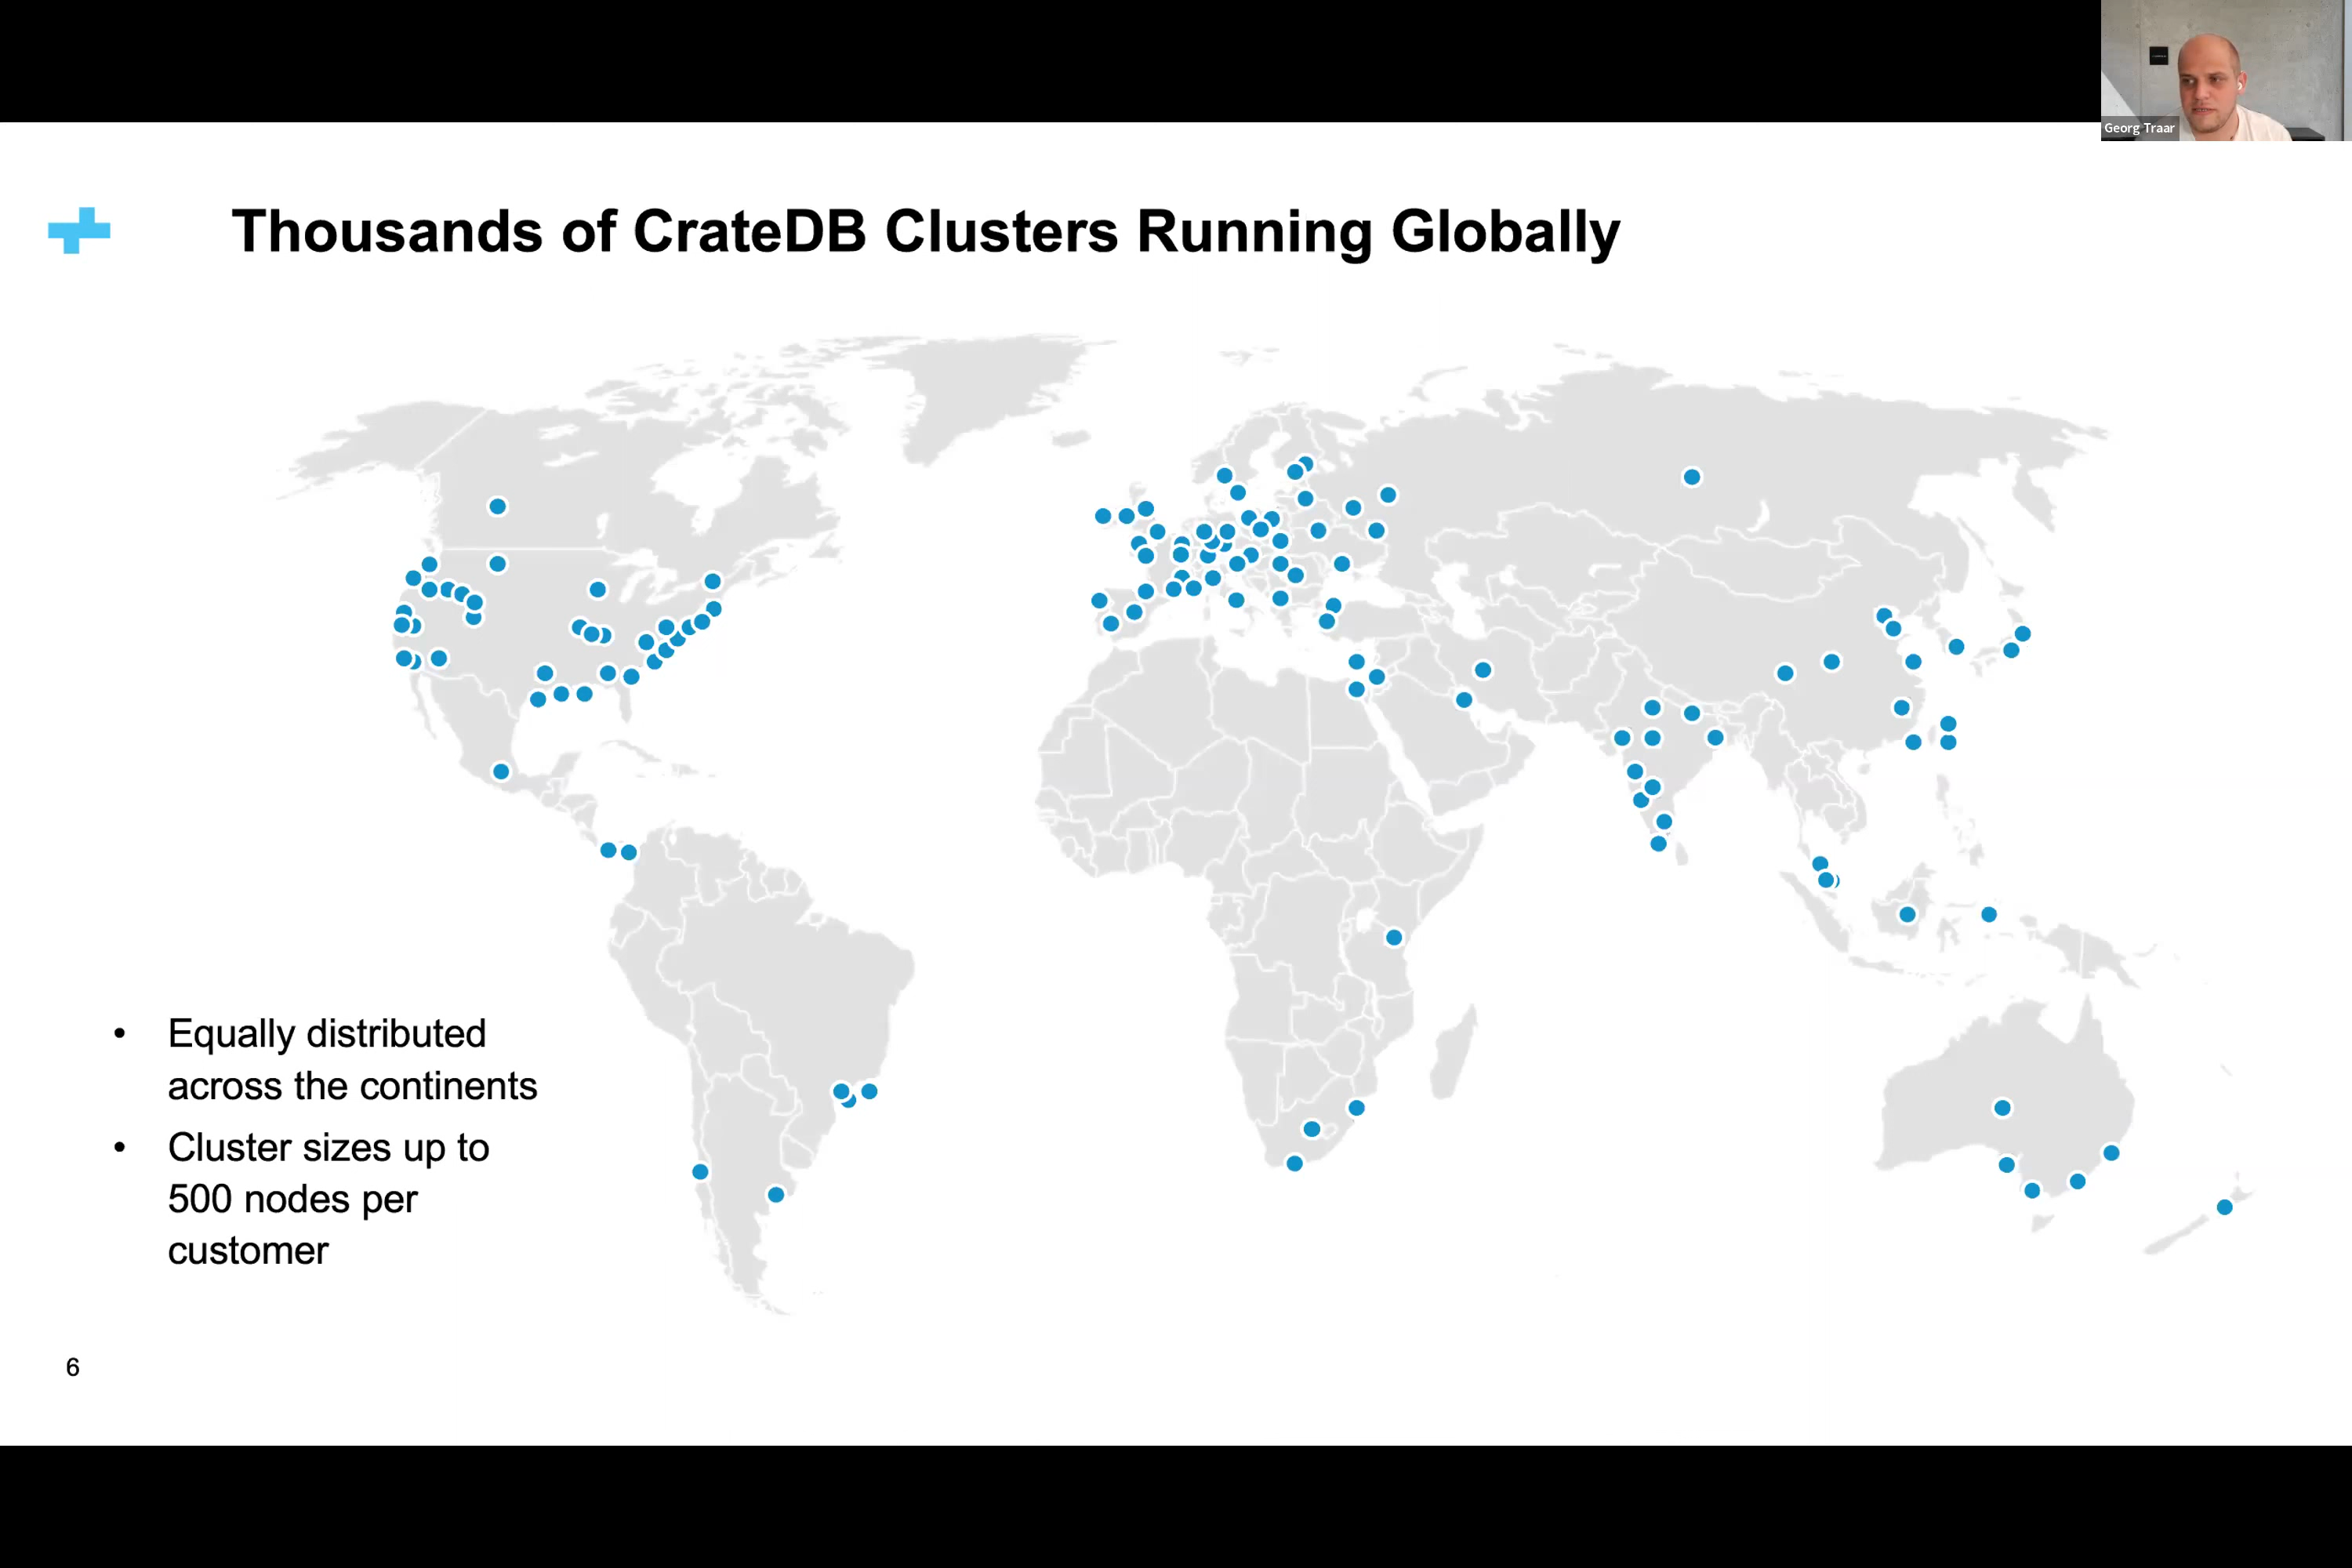 Georg Traar
Thousands of CrateDB Clusters Running Globally
• Equally distributed
across the continents
• Cluster sizes up to
500 nodes per
customer
6